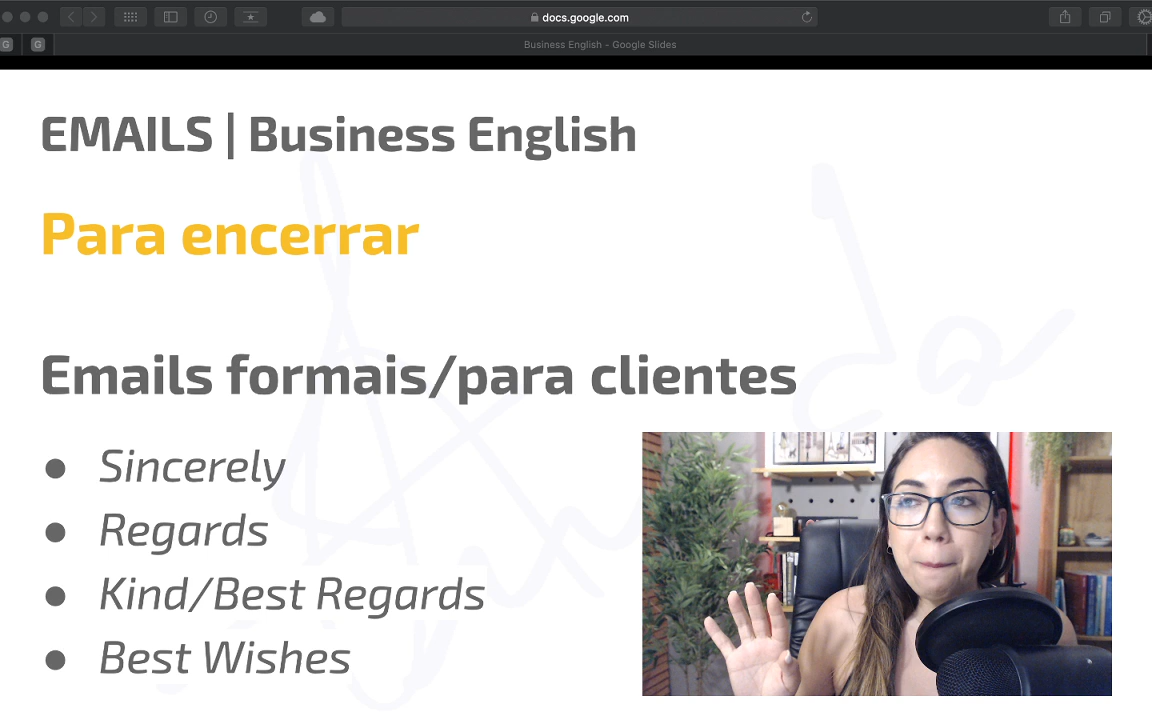 docs.google.com
G
G
Business English - Google Slides
EMAILS | Business English
Para encerrar
Emails formais/para clientes
● Sincerely
● Regards
● Kind/Best Regards
● Best Wishes